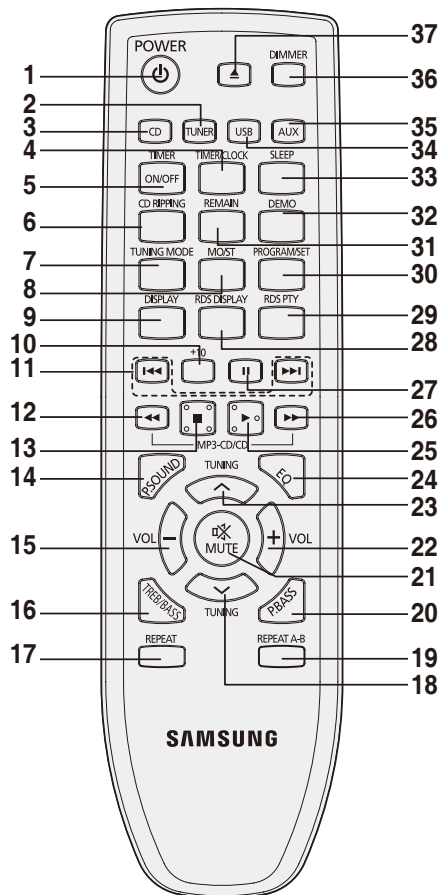 POWER
37
DIMMER
1
36
2
3
CD
TUNER
USB
AUX
35
34
4
TIMER
TIMER/CLOCK
SLEEP
33
5
ON/OFF
6
CD RIPPING
REMAIN
DEMO
32
31
7
TUNING MODE
MO/ST
PROGRAM/SET
30
8
9
DISPLAY
RDS DISPLAY
RDS PTY
29
28
10
+10
11
27
12
26
13
MP3-CD/CD
25
14
P.SOUND
TUNING
EQ
24
23
15
VOL
−
MUTE
+
VOL
22
21
16
TREB/BASS
TUNING
P.BASS
20
17
REPEAT
REPEAT A-B
19
18
SAMSUNG